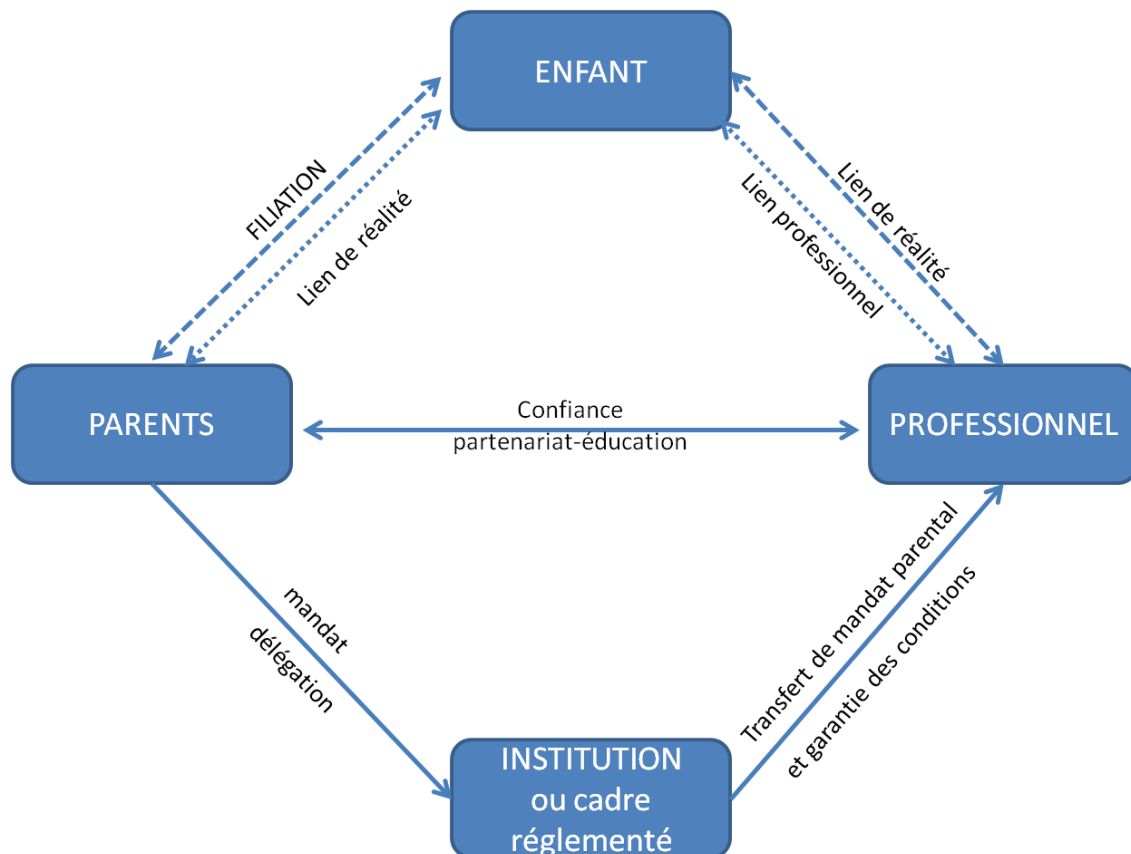 ENFANT
FILIATION
Lien de réalité
Lien professionnel
Lien de réalité
PARENTS
Confiance
partenariat-éducation
PROFESSIONNEL
mandat
délégation
Transfert de mandat parental
et garantie des conditions
INSTITUTION
ou cadre
réglementé